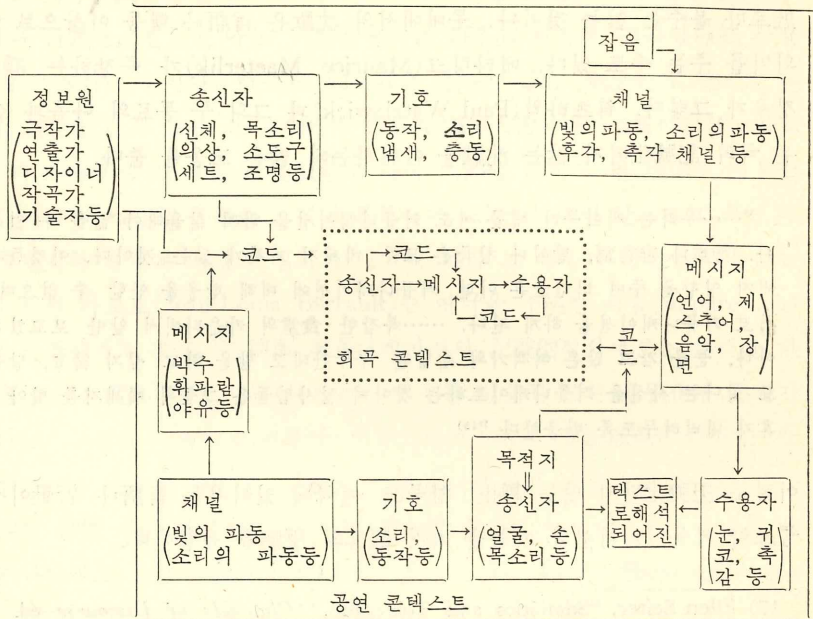 잡음
정보원
극작가
연출가
디자이너
작곡가
기술자등
송신자
신체, 목소리
의상, 소도구
세트, 조명등
기호
동작, 소리
냄새, 충동
채널
빛의파동, 소리의파동
후각, 촉각 채널 등
코드
코드
송신자→메시지→수용자
코드
희곡 콘텍스트
메시지
언어, 제
스추어,
음악, 장
면
코
드
메시지
박수
휘파람
야유등
목적지
채널
빛의 파동
소리의 파동등
기호
소리,
동작등
송신자
얼굴, 손
목소리등
텍스트
로해석
되어진
수용자
눈, 귀
코, 촉
감 등
공연 콘텍스트